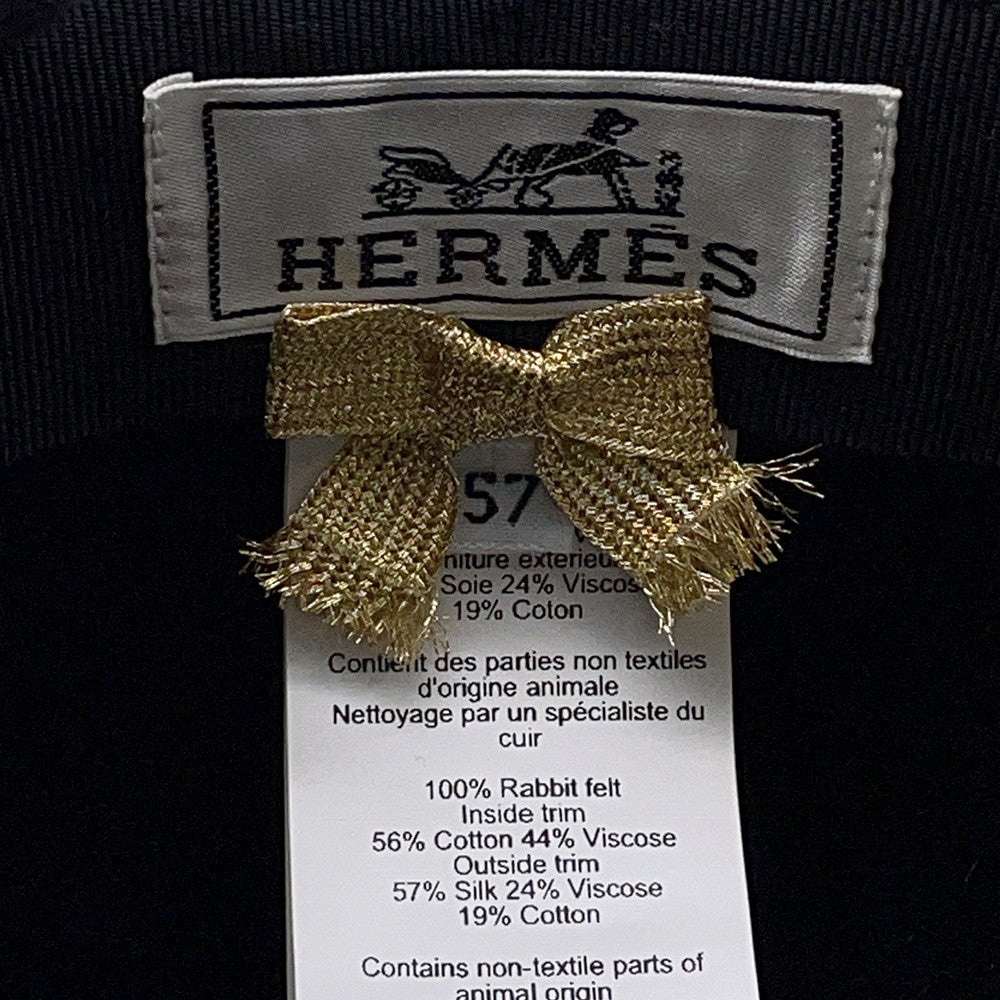 HERMÈS
57
Soie 24%
19% Coton
Contient des parties non textiles
d'origine animale
Nettoyage par un spécialiste du
cuir
100% Rabbit felt
Inside trim
56% Cotton 44% Viscose
Outside trim
57% Silk 24% Viscose
19% Cotton
Contains non-textile parts of
animal origin